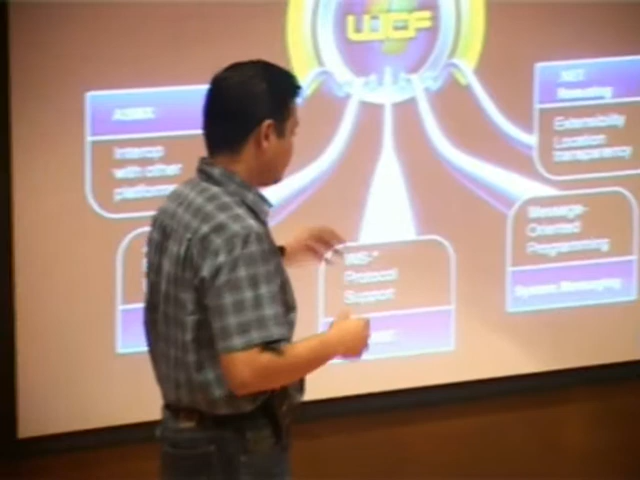 WCF
ASMX
Interop
with other
platforms
WS-*
Protocol
Support
.NET
Remoting
Extensibility
Location
transparency
Message-
Oriented
Programming
System.Messaging